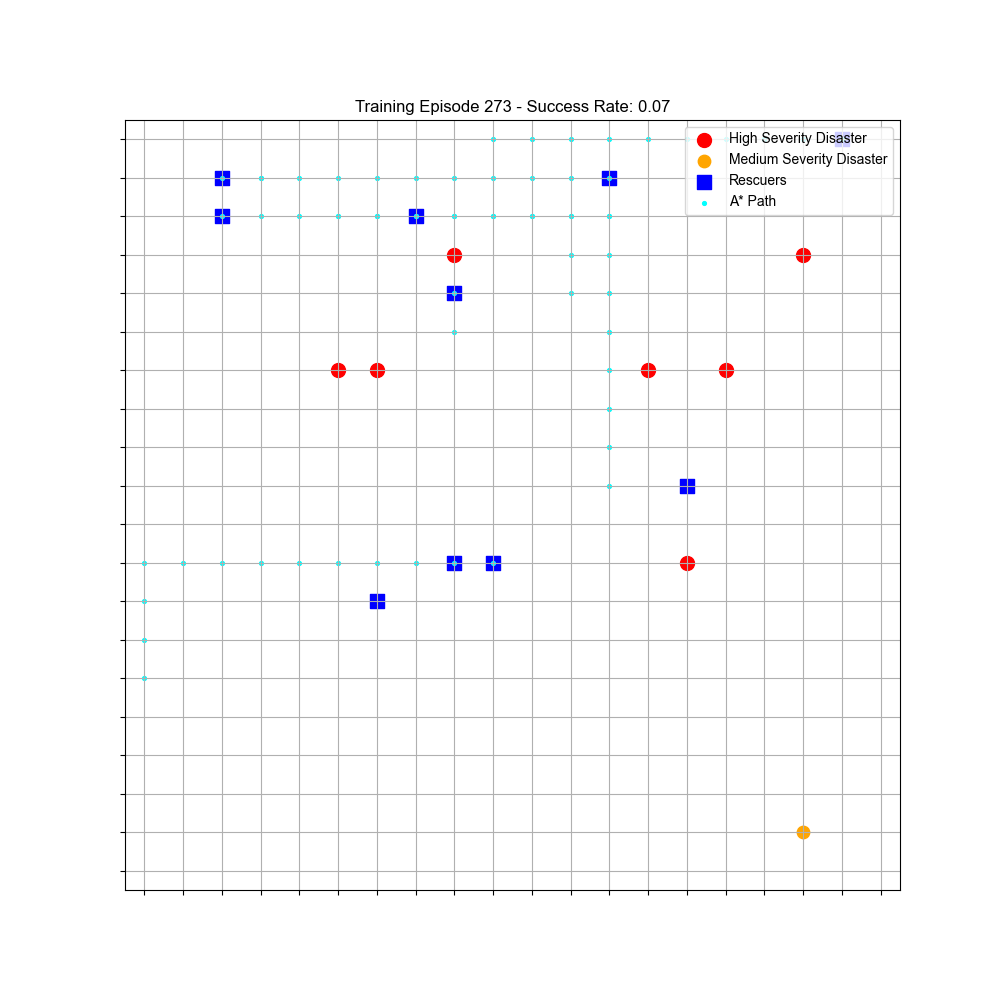 Training Episode 273 - Success Rate: 0.07
High Severity Disaster
Medium Severity Disaster
Rescuers
A* Path